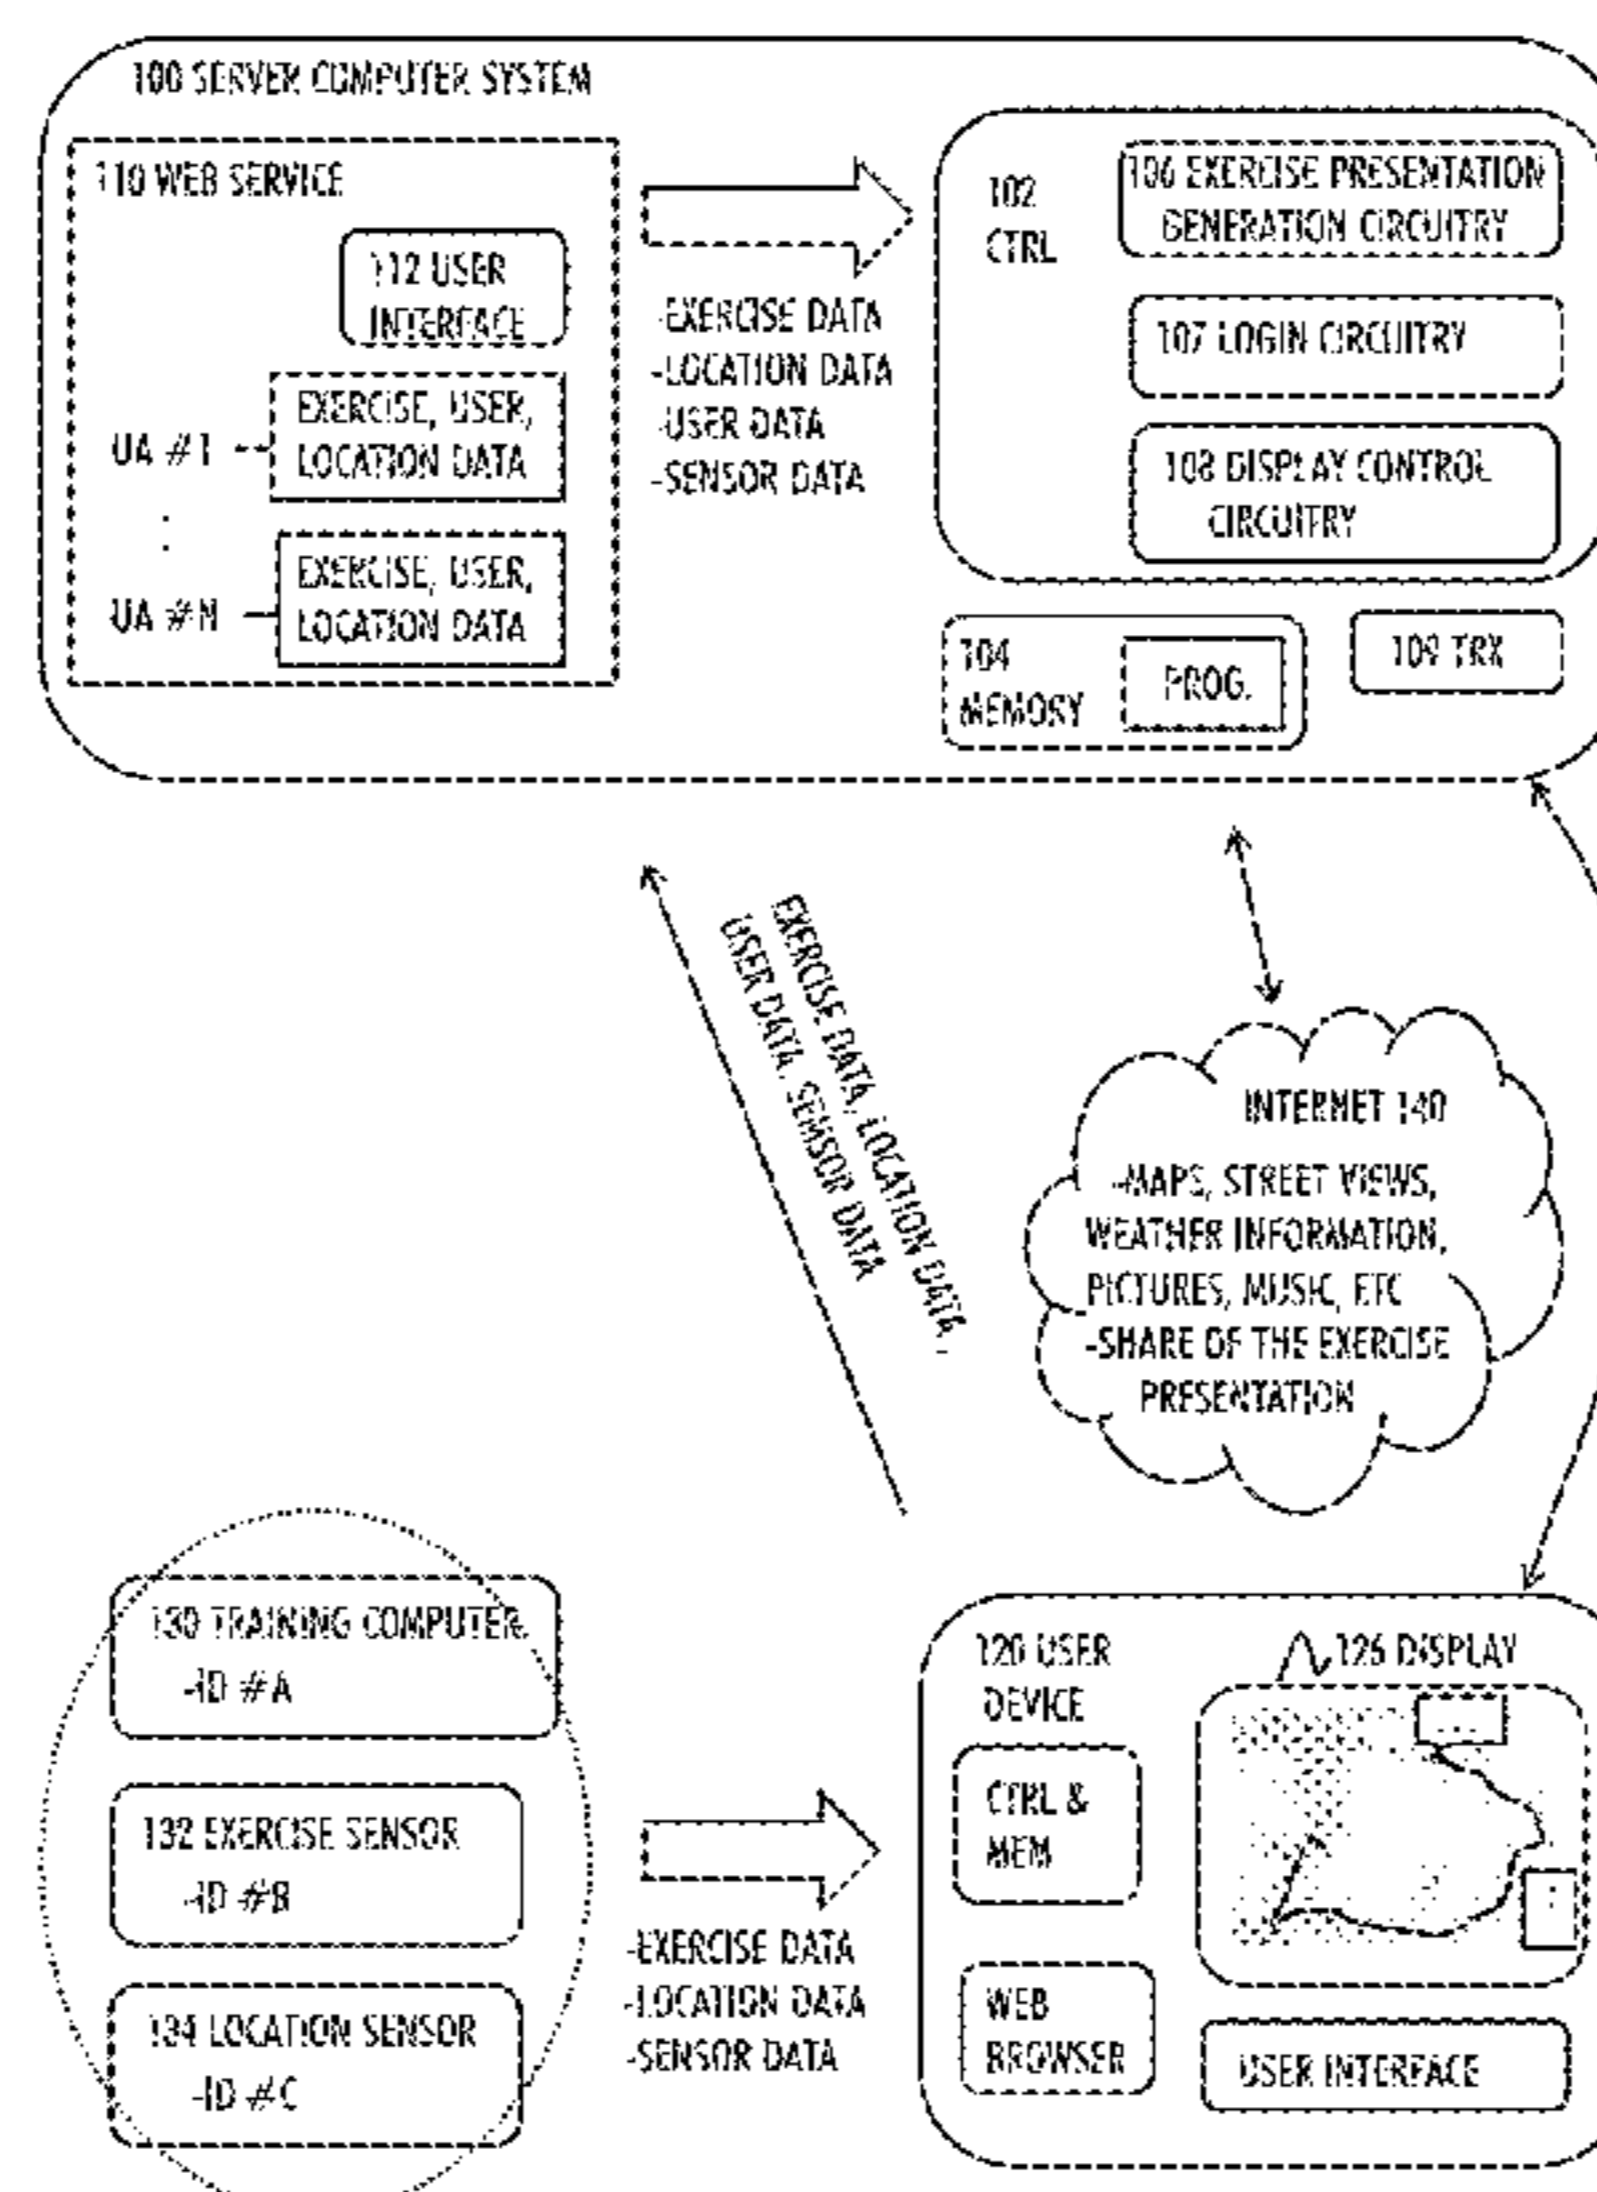 100 SERVER COMPUTER SYSTEM
110 WEB SERVICE
112 USER
INTERFACE
UA #1
EXERCISE, USER,
LOCATION DATA
UA #N
EXERCISE, USER,
LOCATION DATA
-EXERCISE DATA
-LOCATION DATA
-USER DATA
-SENSOR DATA
102
CTRL
106 EXERCISE PRESENTATION
GENERATION CIRCUITRY
107 LOGIN CIRCUITRY
108 DISPLAY CONTROL
CIRCUITRY
104
MEMORY
PROG.
109 TRX
EXERCISE DATA, LOCATION DATA,
USER DATA, SEMSOR DATA
INTERNET 140
-MAPS, STREET VIEWS,
WEATHER INFORMATION,
PICTURES, MUSIC, ETC
-SHARE OF THE EXERCISE
PRESENTATION
130 TRAINING COMPUTER
-ID #A
132 EXERCISE SENSOR
-ID #B
134 LOCATION SENSOR
-ID #C
-EXERCISE DATA
-LOCATION DATA
-SENSOR DATA
120 USER
DEVICE
126 DISPLAY
CTRL &
MEM
WEB
BROWSER
USER INTERFACE